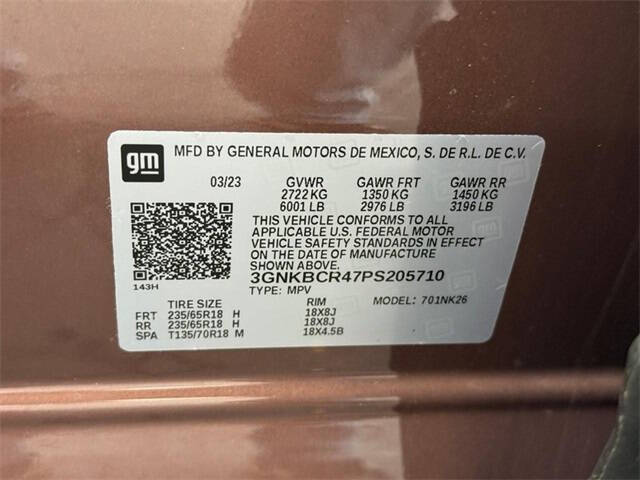 gm MFD BY GENERAL MOTORS DE MEXICO, S. DE R.L. DE C.V.
03/23 GVWR GAWR FRT GAWR RR
2722 KG 1350 KG 1450 KG
6001 LB 2976 LB 3196 LB
THIS VEHICLE CONFORMS TO ALL
APPLICABLE U.S. FEDERAL MOTOR
VEHICLE SAFETY STANDARDS IN EFFECT
ON THE DATE OF MANUFACTURE
SHOWN ABOVE.
3GNKBCR47PS205710
143H TYPE: MPV MODEL: 701NK26
TIRE SIZE RIM
FRT 235/65R18 H 18X8J
RR 235/65R18 H 18X8J
SPA T135/70R18 M 18X4.5B